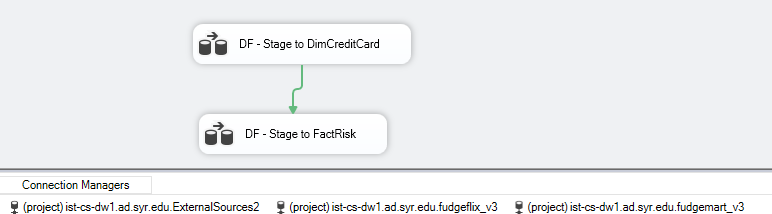 DF - Stage to DimCreditCard
DF - Stage to FactRisk
Connection Managers
(project) ist-cs-dw1.ad.syr.edu.ExternalSources2 (project) ist-cs-dw1.ad.syr.edu.fudgeflix_v3 (project) ist-cs-dw1.ad.syr.edu.fudgemart_v3